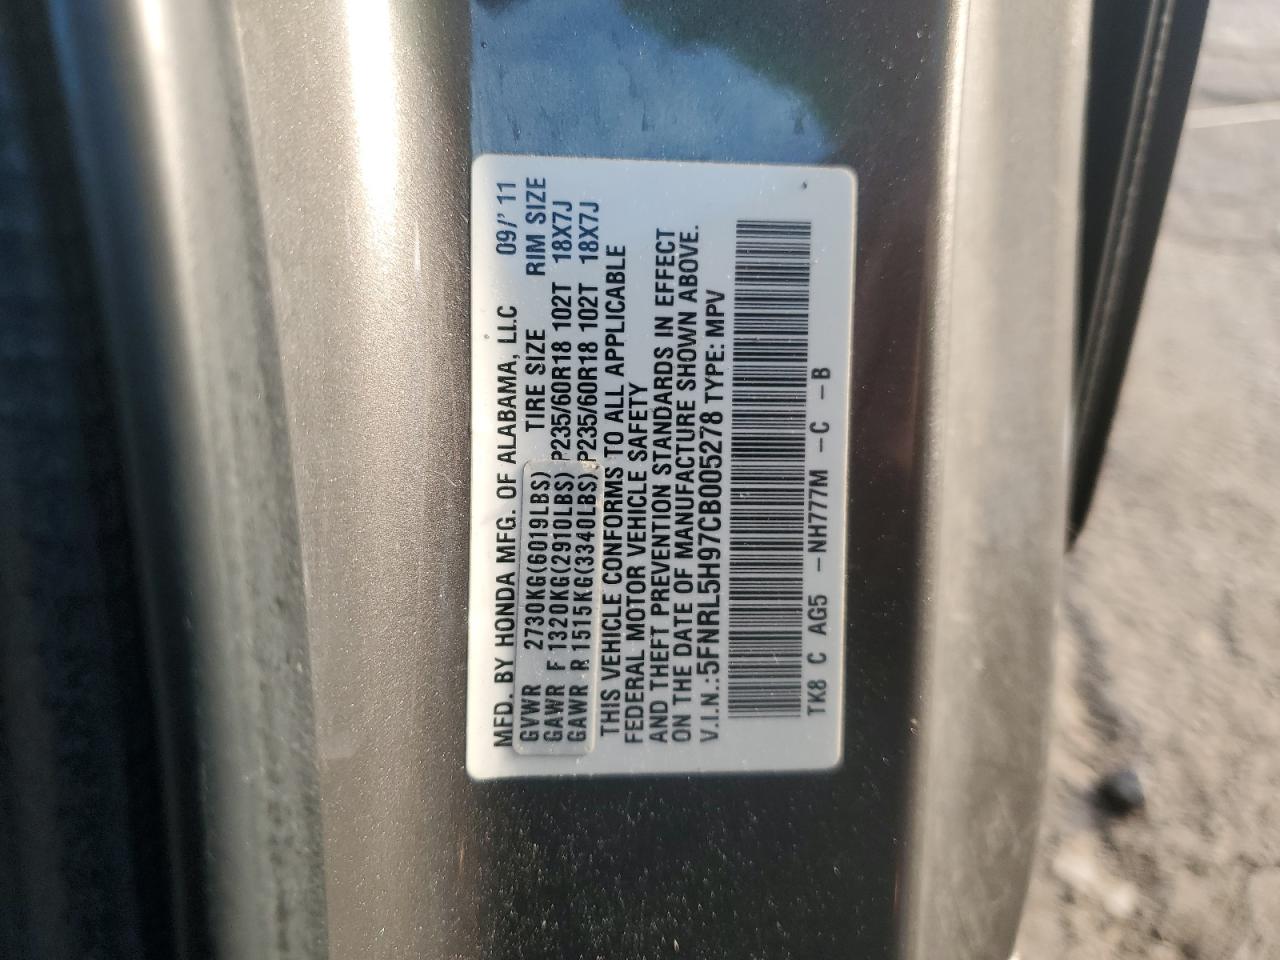 MFD. BY HONDA MFG. OF ALABAMA, LLC 09/'11
GVWR 2730KG(6019LBS) TIRE SIZE RIM SIZE
GAWR F 1320KG(2910LBS) P235/60R18 102T 18X7J
GAWR R 1515KG(3340LBS) P235/60R18 102T 18X7J
THIS VEHICLE CONFORMS TO ALL APPLICABLE
FEDERAL MOTOR VEHICLE SAFETY
AND THEFT PREVENTION STANDARDS IN EFFECT
ON THE DATE OF MANUFACTURE SHOWN ABOVE.
V.I.N.: 5FNRL5H97CB005278 TYPE: MPV
TK8 C AG5 -NH777M -C -B